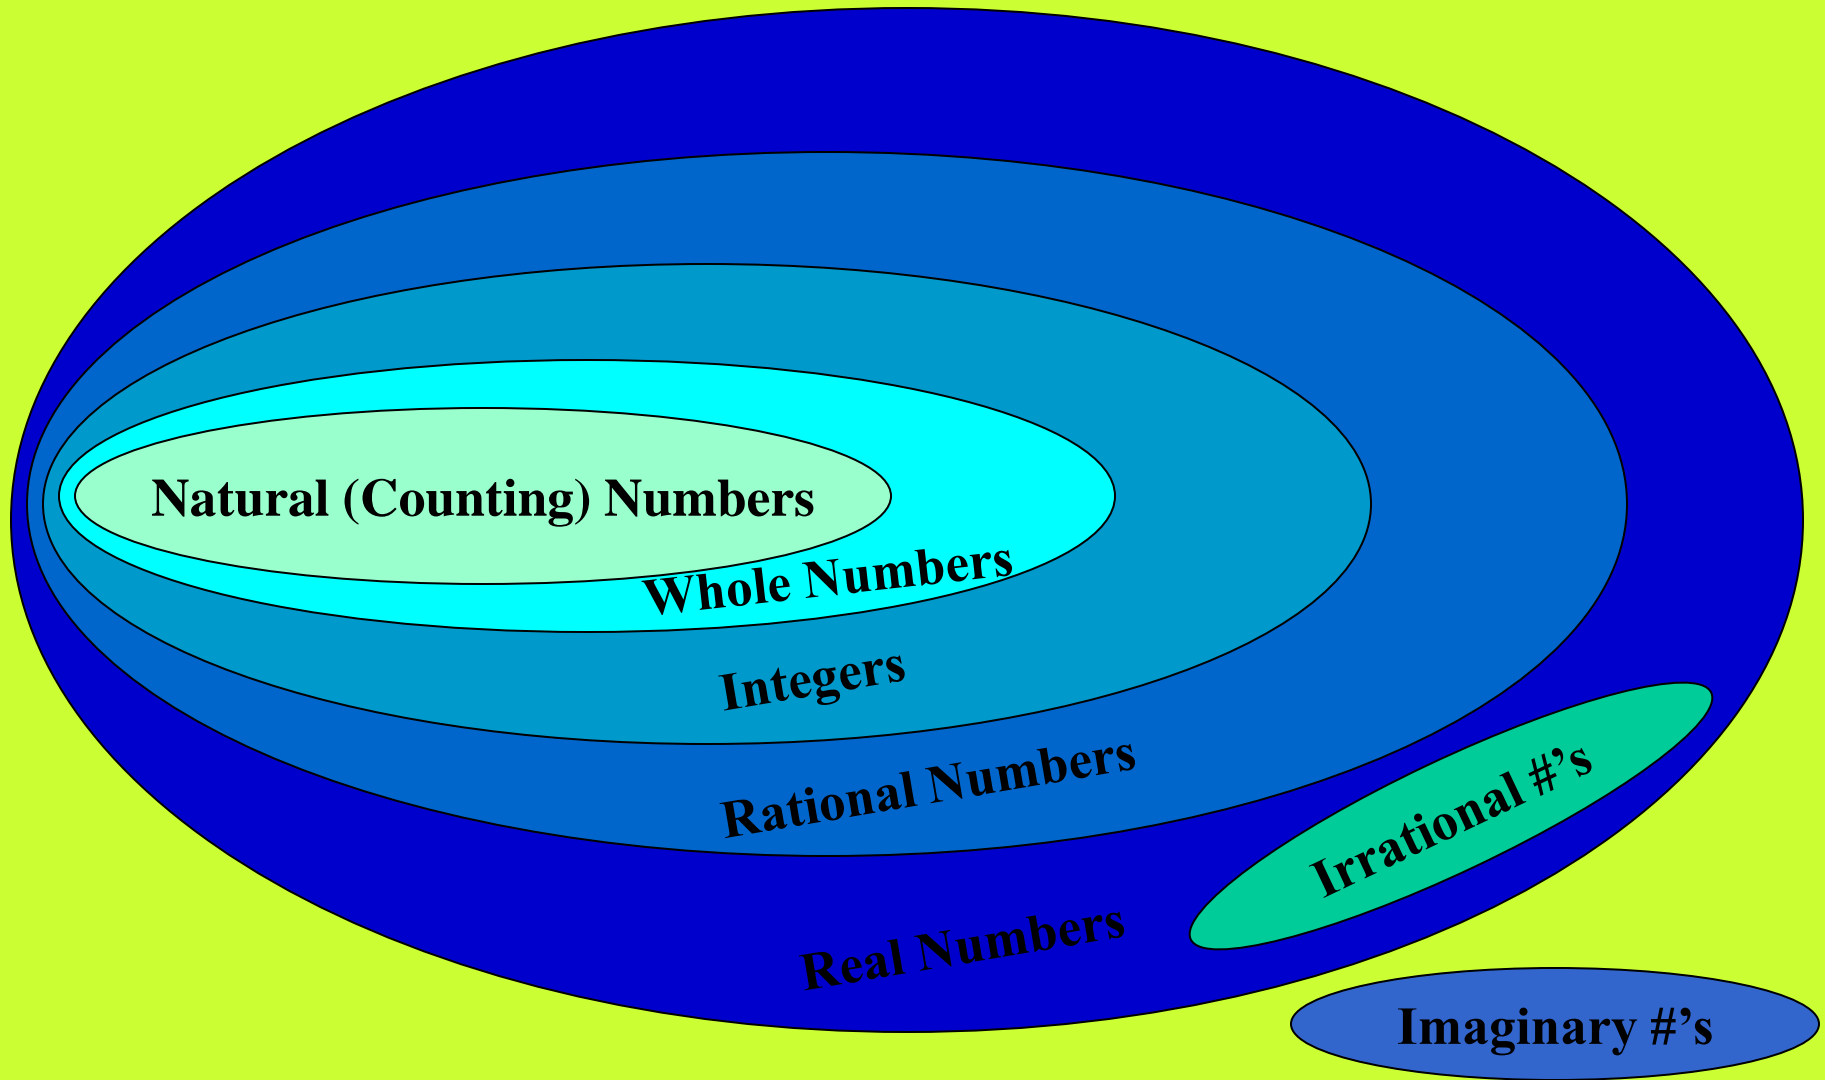 Natural (Counting) Numbers
Whole Numbers
Integers
Rational Numbers
Irrational #’s
Real Numbers
Imaginary #’s